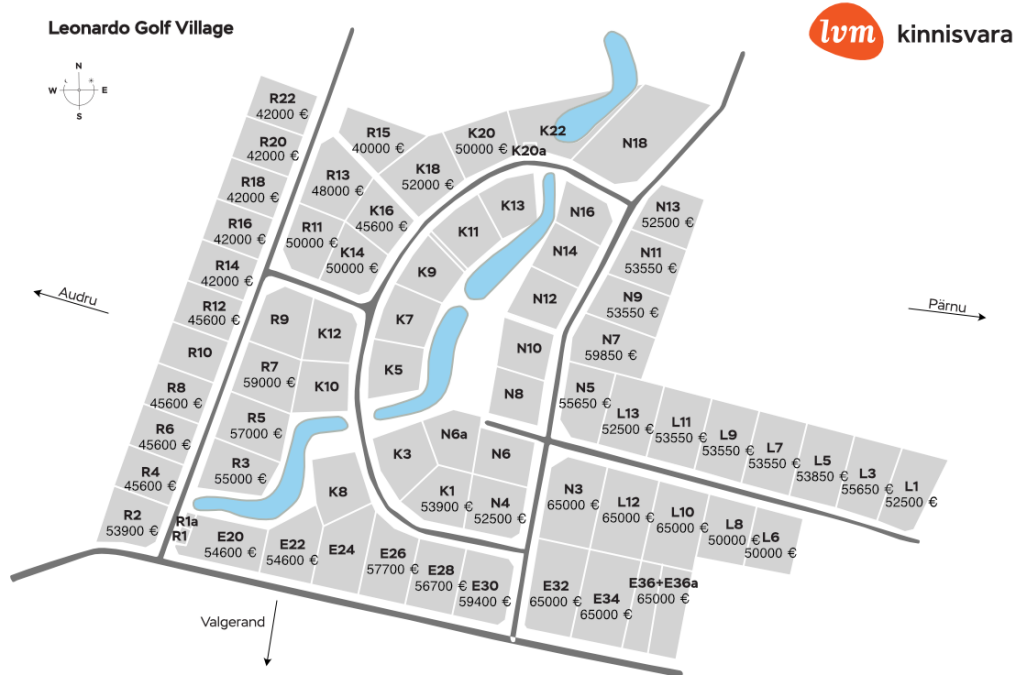 Leonardo Golf Village
lvm kinnisvara
N
W E
S
R22
42000 €
R20
42000 €
R18
42000 €
R16
42000 €
R14
42000 €
R12
45600 €
R10
R8
45600 €
R6
45600 €
R4
45600 €
R2
53900 €
R15
40000 €
R13
48000 €
R11
50000 €
K18
52000 €
K16
45600 €
K14
50000 €
K20
50000 €
K20a
K22
N18
K13
K11
K9
K7
K5
N16
N14
N12
N10
N8
N13
52500 €
N11
53550 €
N9
53550 €
N7
59850 €
N5
55650 €
Audru
Pärnu
R9
K12
R7
59000 €
K10
R5
57000 €
R3
55000 €
R1a
R1
K8
K3
N6a
N6
K1
53900 €
N4
52500 €
L13
52500 €
L11
53550 €
L9
53550 €
L7
53550 €
L5
53850 €
L3
55650 €
L1
52500 €
N3
65000 €
L12
65000 €
L10
65000 €
L8
50000 €
L6
50000 €
E20
54600 €
E22
54600 €
E24
E26
57700 €
E28
56700 €
E30
59400 €
E32
65000 €
E34
65000 €
E36+E36a
65000 €
Valgerand